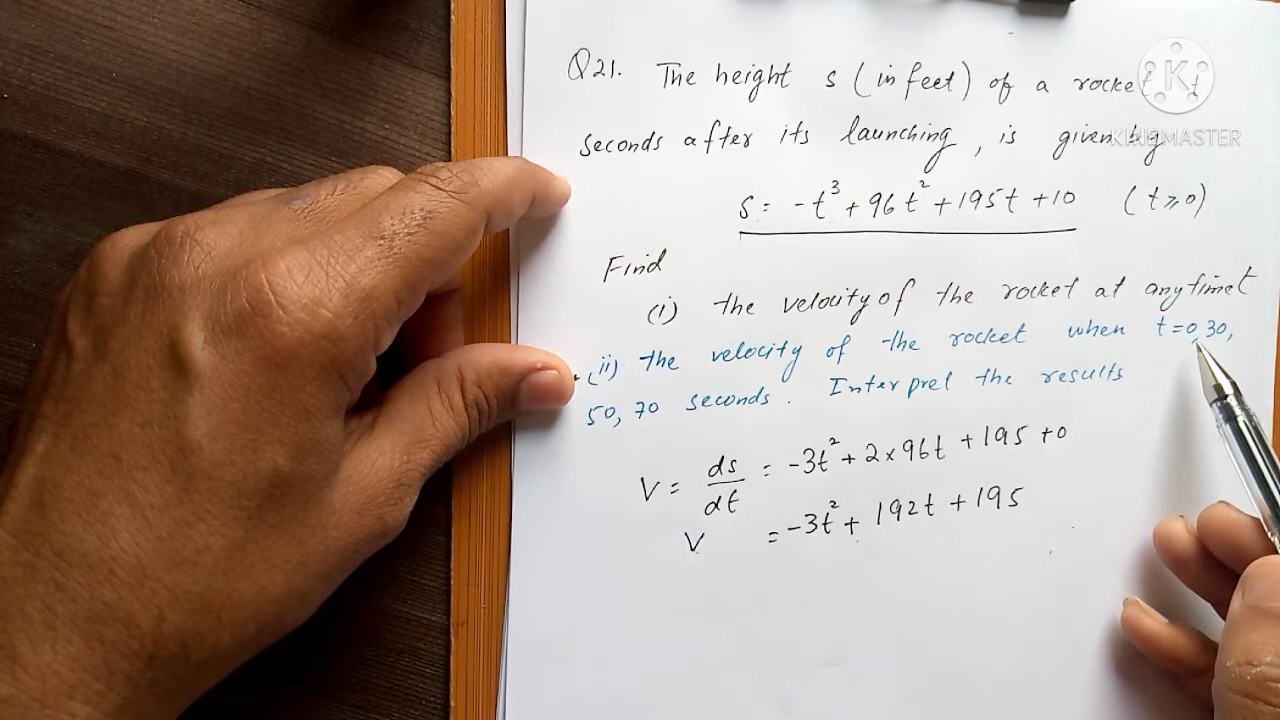 Q21. The height s (in feet) of a rocket t
seconds after its launching, is given by
s = -t³ + 96t² + 195t + 10 (t ≥ 0)
Find
(i) the velocity of the rocket at any time t
(ii) the velocity of the rocket when t = 0, 30,
50, 70 seconds. Interpret the results
V = ds/dt = -3t² + 2×96t + 195 + 0
V = -3t² + 192t + 195
K
KINEMASTER